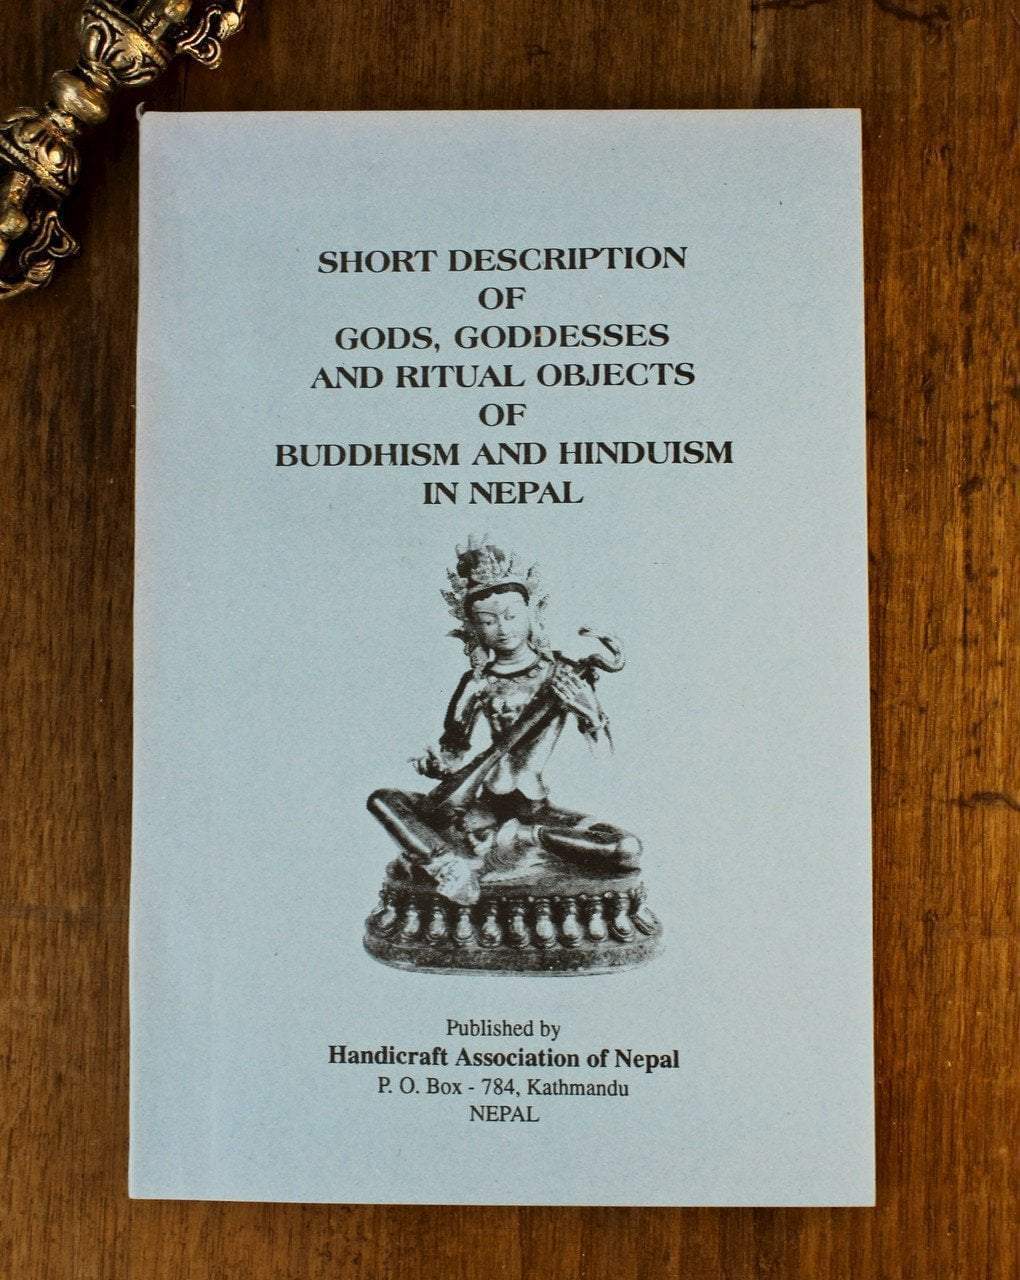 SHORT DESCRIPTION
OF
GODS, GODDESSES
AND RITUAL OBJECTS
OF
BUDDHISM AND HINDUISM
IN NEPAL
Published by
Handicraft Association of Nepal
P. O. Box - 784, Kathmandu
NEPAL